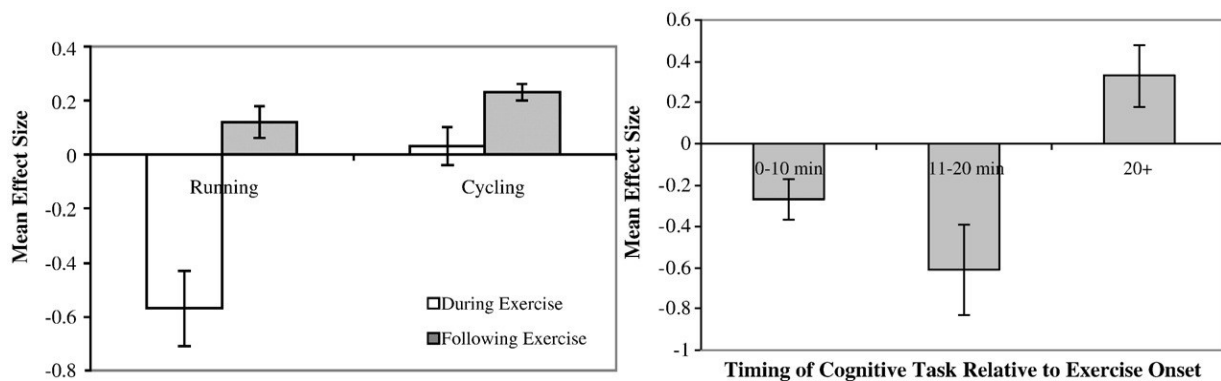 Mean Effect Size
0.4
0.2
0
-0.2
-0.4
-0.6
-0.8
Running
Cycling
During Exercise
Following Exercise
Mean Effect Size
0.6
0.4
0.2
0
-0.2
-0.4
-0.6
-0.8
-1
0-10 min
11-20 min
20+
Timing of Cognitive Task Relative to Exercise Onset